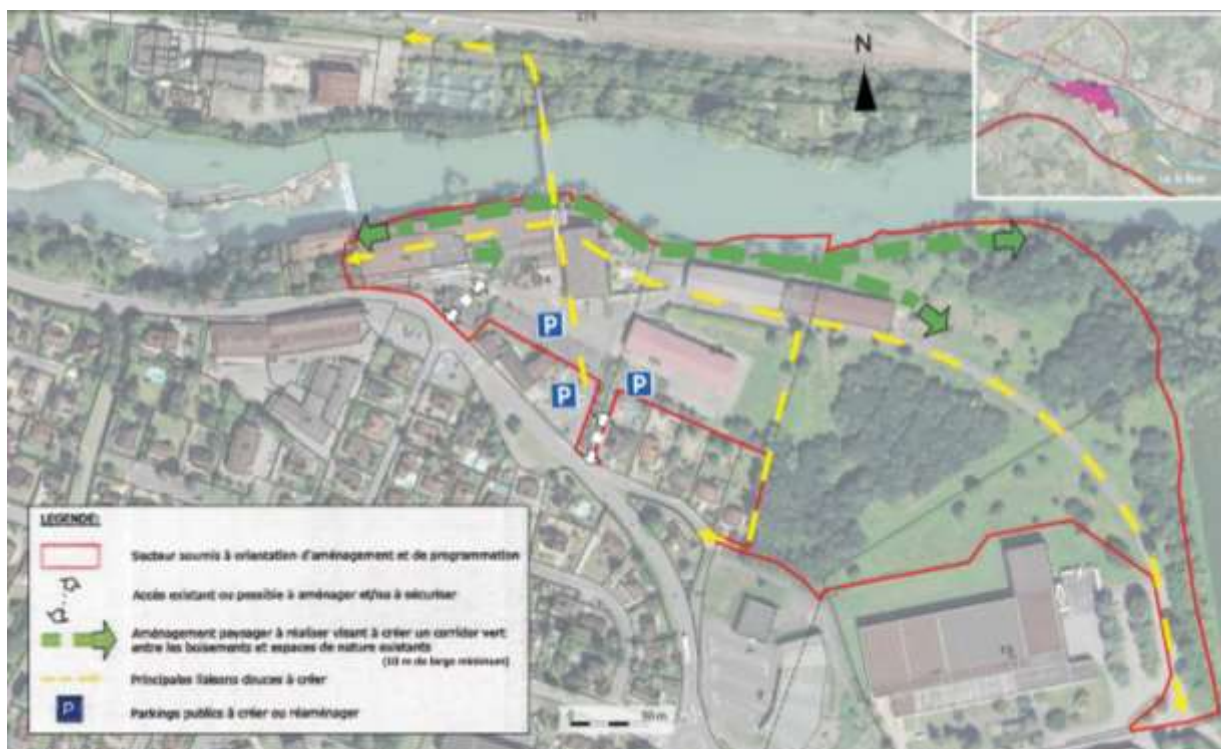 N
P
P
P
LEGENDE:
Secteur soumis à orientation d'aménagement et de programmation
Accès existant ou possible à aménager et/ou à sécuriser
Aménagement paysager à réaliser visant à créer un corridor vert
entre les boisements et espaces de nature existants
(10 m de large minimum)
Principales liaisons douces à créer
P
Parkings publics à créer ou réaménager
0 50 m